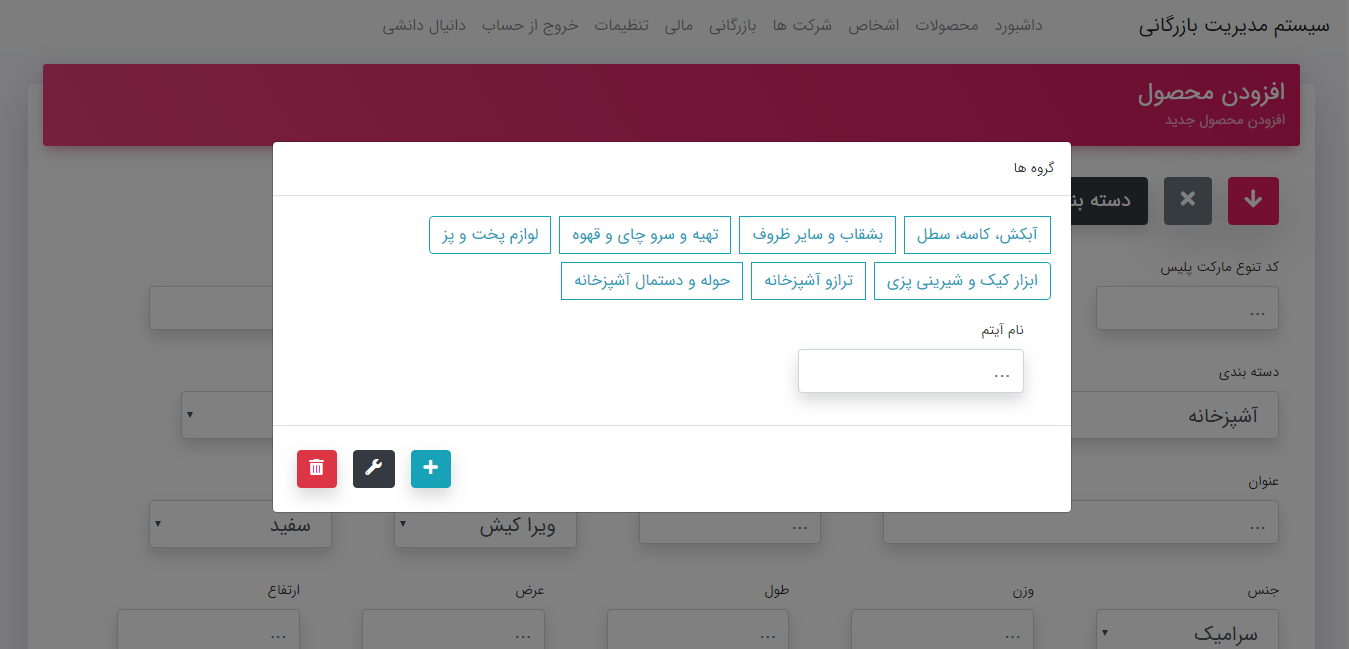 سیستم مدیریت بازرگانی داشبورد محصولات اشخاص شرکت ها بازرگانی مالی تنظیمات خروج از حساب دانیال دانشی
افزودن محصول
افزودن محصول جدید
گروه ها
دسته
آبکش، کاسه، سطل بشقاب و سایر ظروف تهیه و سرو چای و قهوه لوازم پخت و پز
ابزار کیک و شیرینی پزی ترازو آشپزخانه حوله و دستمال آشپزخانه
کد تنوع مارکت پلیس
...
نام آیتم
...
دسته بندی
آشپزخانه
عنوان
... ... ویرا کیش سفید
جنس وزن طول عرض ارتفاع
سرامیک ... ... ... ...